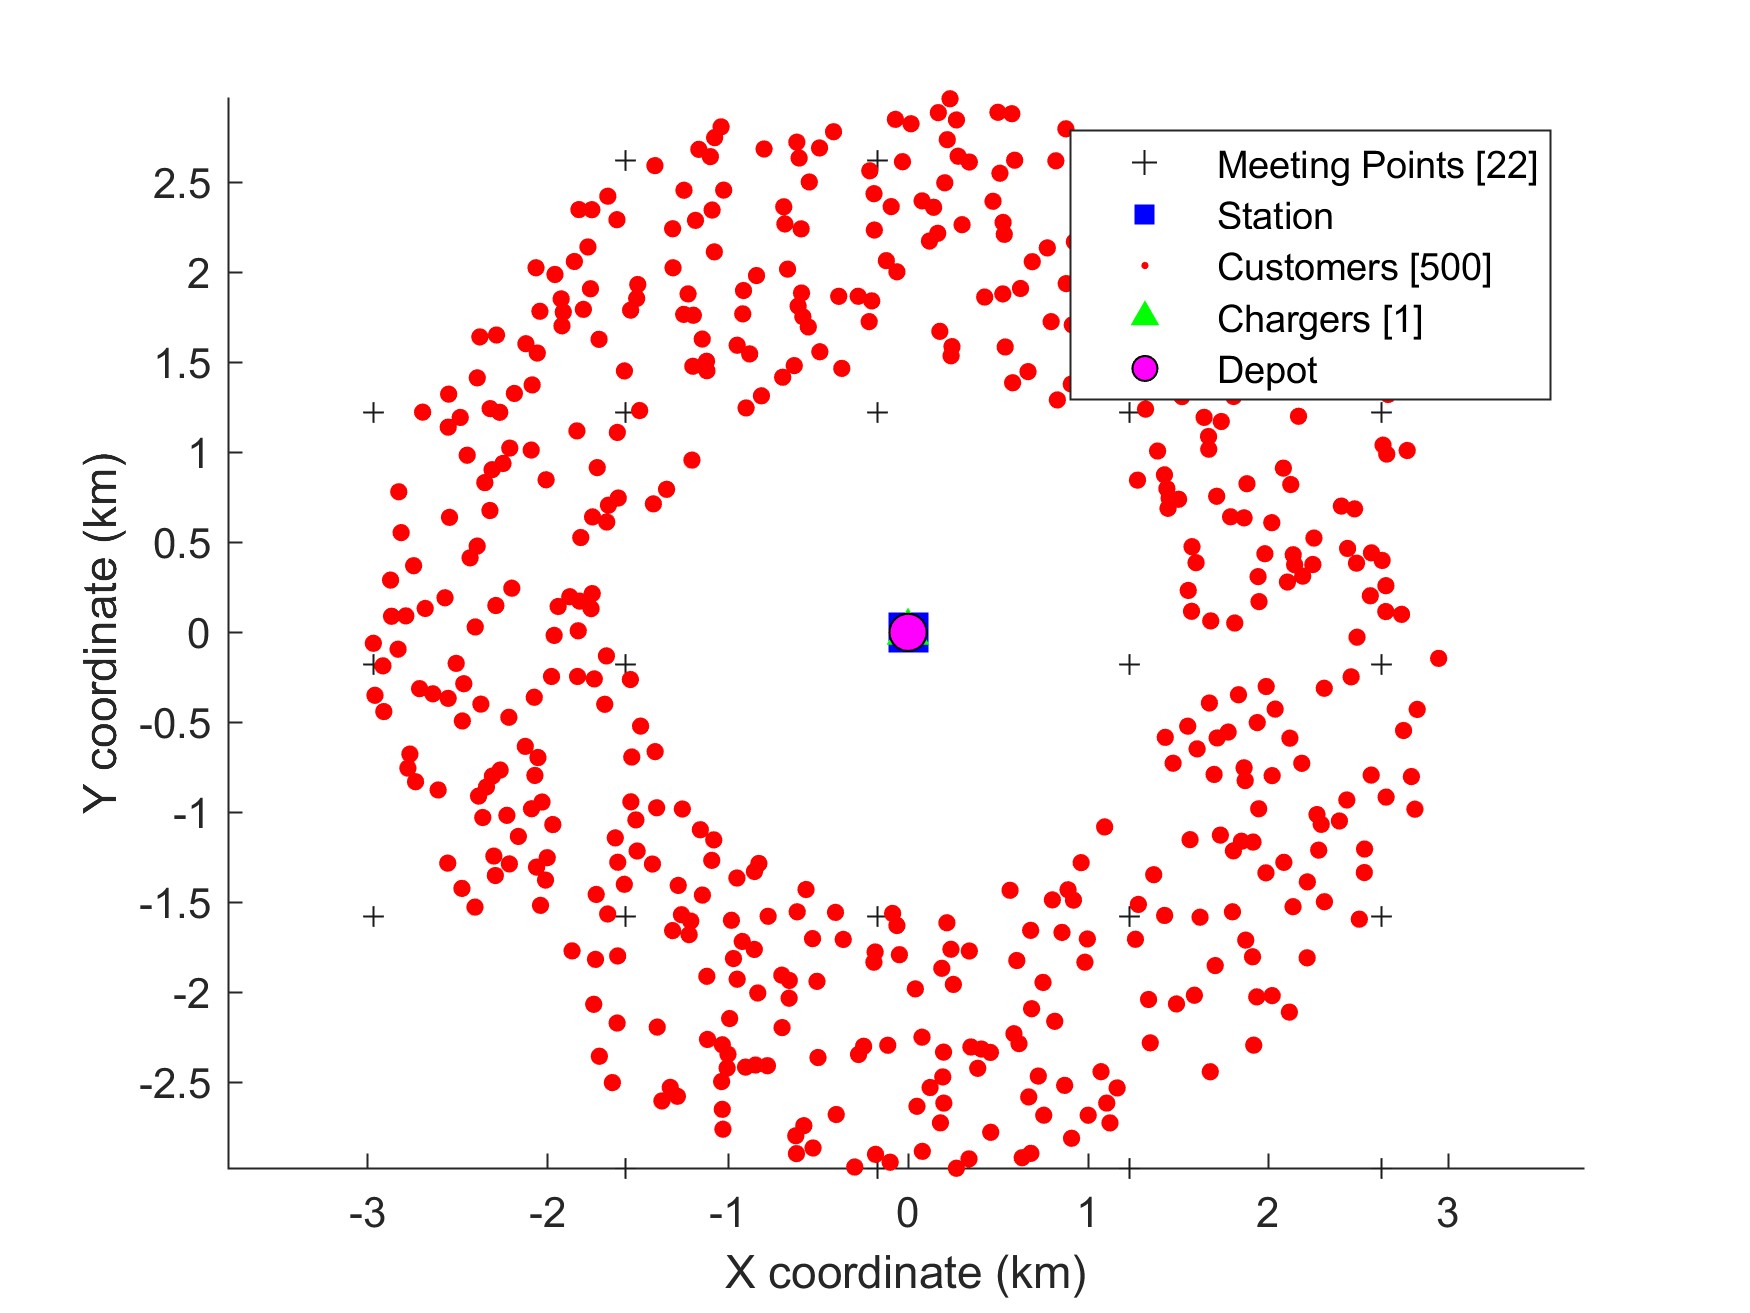 2.5
2
1.5
1
0.5
0
-0.5
-1
-1.5
-2
-2.5
Y coordinate (km)
Meeting Points [22]
Station
Customers [500]
Chargers [1]
Depot
-3 -2 -1 0 1 2 3
X coordinate (km)